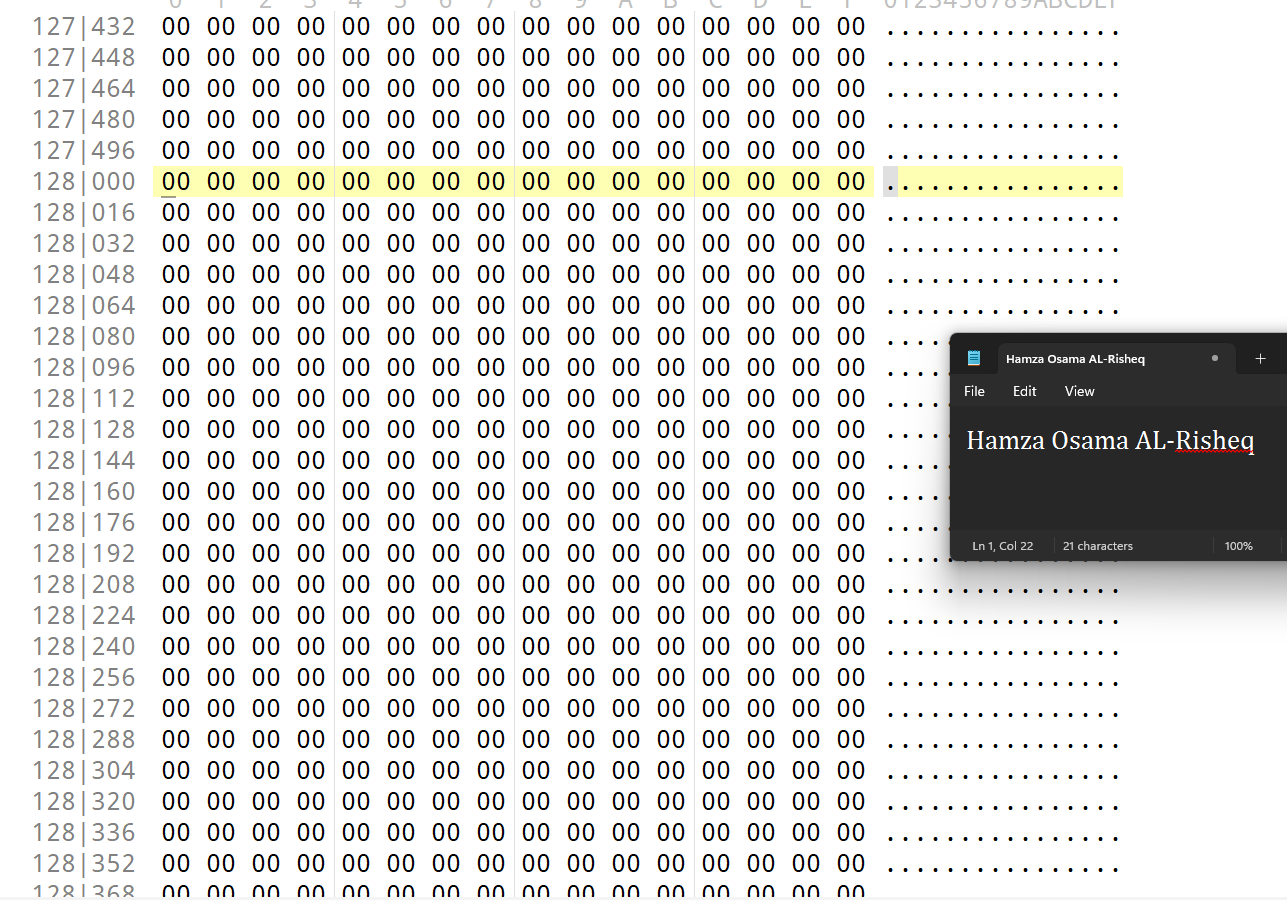 0 1 2 3 4 5 6 7 8 9 A B C D E F 0123456789ABCDEF
127|432 00 00 00 00 00 00 00 00 00 00 00 00 00 00 00 00 ................
127|448 00 00 00 00 00 00 00 00 00 00 00 00 00 00 00 00 ................
127|464 00 00 00 00 00 00 00 00 00 00 00 00 00 00 00 00 ................
127|480 00 00 00 00 00 00 00 00 00 00 00 00 00 00 00 00 ................
127|496 00 00 00 00 00 00 00 00 00 00 00 00 00 00 00 00 ................
128|000 00 00 00 00 00 00 00 00 00 00 00 00 00 00 00 00 ................
128|016 00 00 00 00 00 00 00 00 00 00 00 00 00 00 00 00 ................
128|032 00 00 00 00 00 00 00 00 00 00 00 00 00 00 00 00 ................
128|048 00 00 00 00 00 00 00 00 00 00 00 00 00 00 00 00 ................
128|064 00 00 00 00 00 00 00 00 00 00 00 00 00 00 00 00 ................
128|080 00 00 00 00 00 00 00 00 00 00 00 00 00 00 00 00 ....
128|096 00 00 00 00 00 00 00 00 00 00 00 00 00 00 00 00 ....
128|112 00 00 00 00 00 00 00 00 00 00 00 00 00 00 00 00 ....
128|128 00 00 00 00 00 00 00 00 00 00 00 00 00 00 00 00 ....
128|144 00 00 00 00 00 00 00 00 00 00 00 00 00 00 00 00 ....
128|160 00 00 00 00 00 00 00 00 00 00 00 00 00 00 00 00 ....
128|176 00 00 00 00 00 00 00 00 00 00 00 00 00 00 00 00 ....
128|192 00 00 00 00 00 00 00 00 00 00 00 00 00 00 00 00 ....
128|208 00 00 00 00 00 00 00 00 00 00 00 00 00 00 00 00 ................
128|224 00 00 00 00 00 00 00 00 00 00 00 00 00 00 00 00 ................
128|240 00 00 00 00 00 00 00 00 00 00 00 00 00 00 00 00 ................
128|256 00 00 00 00 00 00 00 00 00 00 00 00 00 00 00 00 ................
128|272 00 00 00 00 00 00 00 00 00 00 00 00 00 00 00 00 ................
128|288 00 00 00 00 00 00 00 00 00 00 00 00 00 00 00 00 ................
128|304 00 00 00 00 00 00 00 00 00 00 00 00 00 00 00 00 ................
128|320 00 00 00 00 00 00 00 00 00 00 00 00 00 00 00 00 ................
128|336 00 00 00 00 00 00 00 00 00 00 00 00 00 00 00 00 ................
128|352 00 00 00 00 00 00 00 00 00 00 00 00 00 00 00 00 ................
128|368 00 00 00 00 00 00 00 00 00 00 00 00 00 00 00 00
Hamza Osama AL-Risheq
File Edit View
Hamza Osama AL-Risheq
Ln 1, Col 22 21 characters 100%